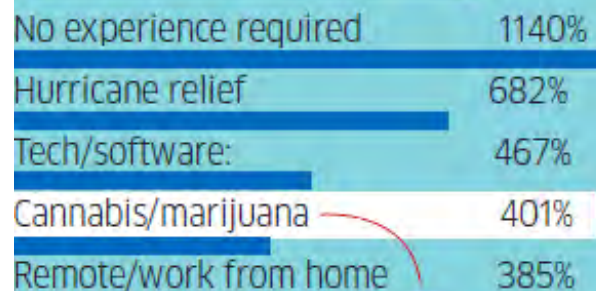 No experience required 1140%
Hurricane relief 682%
Tech/software: 467%
Cannabis/marijuana 401%
Remote/work from home 385%